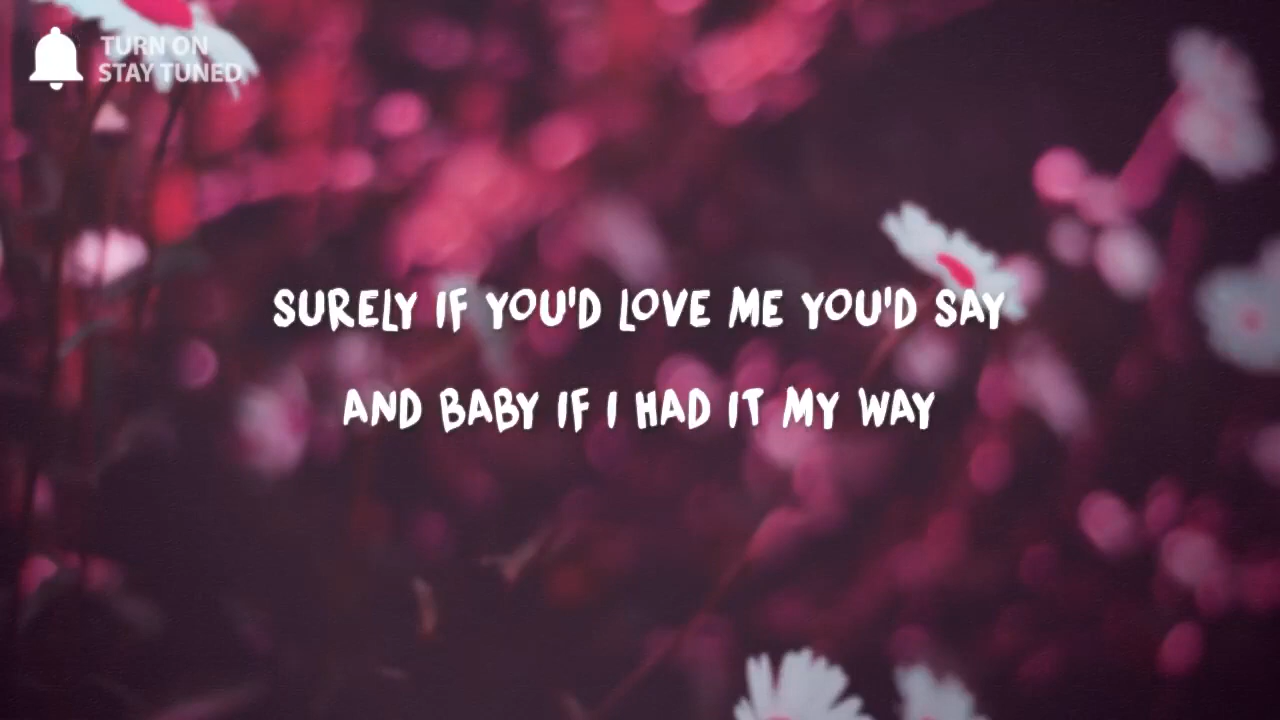 TURN ON
STAY TUNED
SURELY IF YOU'D LOVE ME YOU'D SAY
AND BABY IF I HAD IT MY WAY